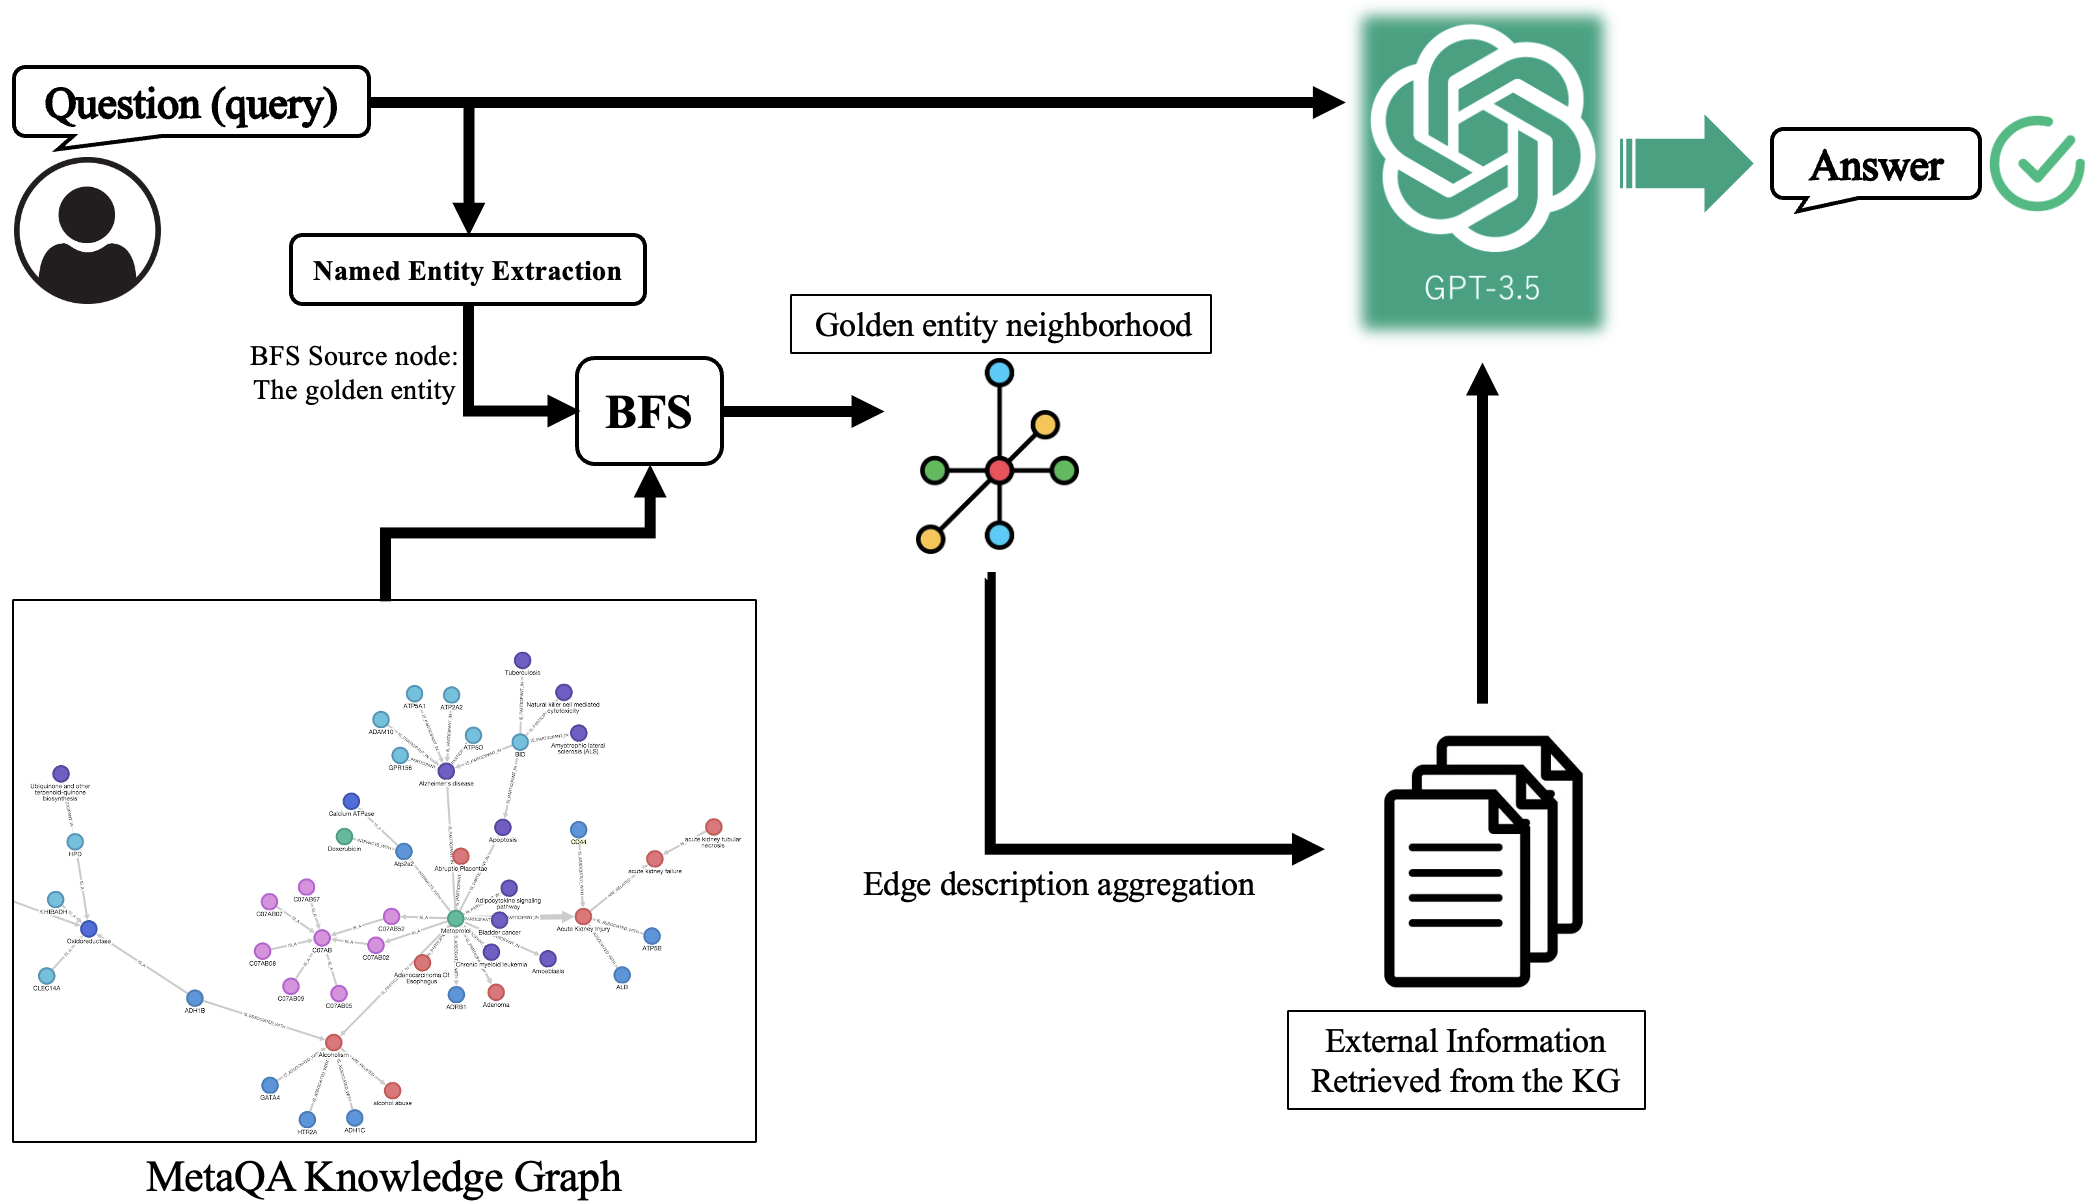 Question (query)
Named Entity Extraction
BFS Source node:
The golden entity
BFS
Golden entity neighborhood
GPT-3.5
Answer
Edge description aggregation
External Information
Retrieved from the KG
Tuberculosis
ATP5A1
ATP2A2
Natural killer cell mediated
cytotoxicity
ADAM10
ATP5O
BID
Amyotrophic lateral
sclerosis (ALS)
GPR156
Alzheimer's disease
Ubiquinone and other
terpenoid-quinone
biosynthesis
Calcium ATPase
Doxorubicin
Apoptosis
CD44
acute kidney tubular
necrosis
HPD
Atp2a2
Abruptio Placentae
acute kidney failure
C07AB07
C07AB57
Adipocytokine signaling
pathway
HIBADH
C07AB52
Metoprolol
Bladder cancer
Acute Kidney Injury
Oxidoreductase
C07AB
C07AB02
ATP5B
C07AB08
Chronic myeloid leukemia
Amoebiasis
Adenocarcinoma Of
Esophagus
CLEC14A
C07AB09
C07AB05
ADRB1
Adenoma
ALB
ADH1B
IS_ASSOCIATED_WITH
Alcoholism
GATA4
alcohol abuse
HTR2A
ADH1C
MetaQA Knowledge Graph